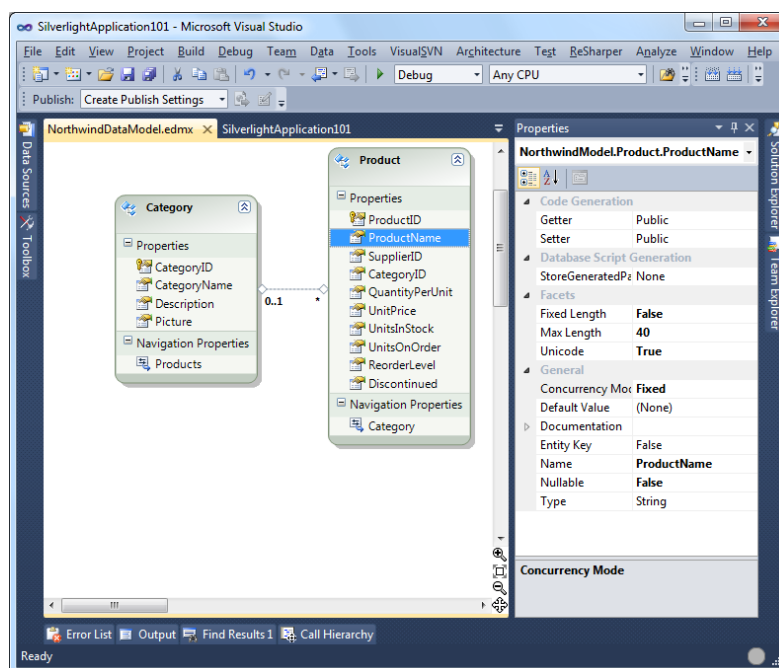 SilverlightApplication101 - Microsoft Visual Studio
File Edit View Project Build Debug Team Data Tools VisualSVN Architecture Test ReSharper Analyze Window Help
Debug Any CPU
Publish: Create Publish Settings
Data Sources
Toolbox
NorthwindDataModel.edmx SilverlightApplication101
Category
Properties
CategoryID
CategoryName
Description
Picture
Navigation Properties
Products
0..1 *
Product
Properties
ProductID
ProductName
SupplierID
CategoryID
QuantityPerUnit
UnitPrice
UnitsInStock
UnitsOnOrder
ReorderLevel
Discontinued
Navigation Properties
Category
Properties
NorthwindModel.Product.ProductName
Code Generation
Getter Public
Setter Public
Database Script Generation
StoreGeneratedPa None
Facets
Fixed Length False
Max Length 40
Unicode True
General
Concurrency Moc Fixed
Default Value (None)
Documentation
Entity Key False
Name ProductName
Nullable False
Type String
Concurrency Mode
Solution Explorer
Team Explorer
Error List Output Find Results 1 Call Hierarchy
Ready